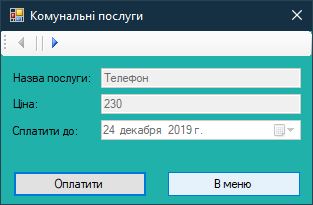 Комунальні послуги
Назва послуги: Телефон
Ціна: 230
Сплатити до: 24 декабря 2019 г.
Оплатити В меню